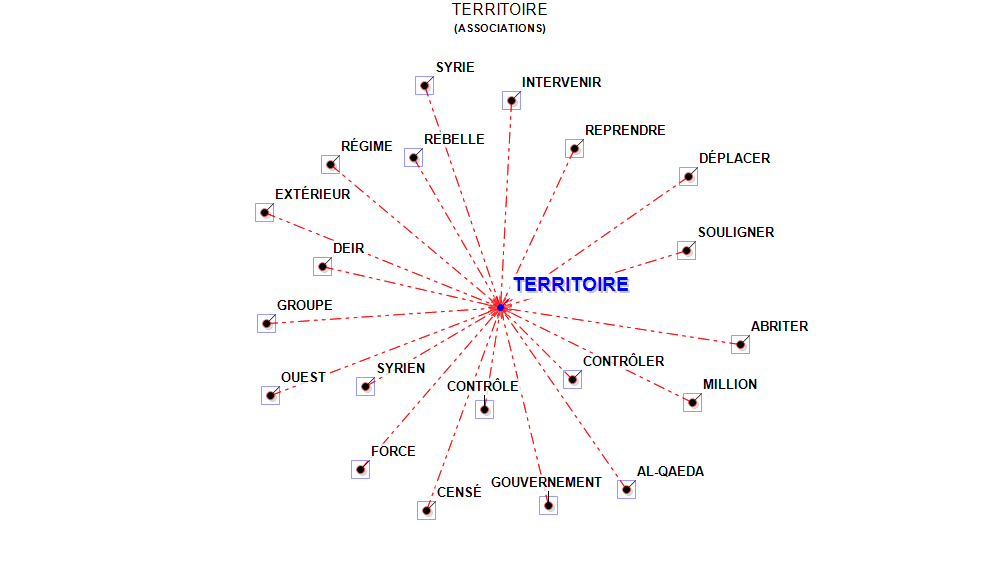 TERRITOIRE
(ASSOCIATIONS)
SYRIE
INTERVENIR
REPRENDRE
REBELLE
RÉGIME
DÉPLACER
EXTÉRIEUR
SOULIGNER
DEIR
TERRITOIRE
GROUPE
ABRITER
CONTRÔLER
SYRIEN
OUEST
CONTRÔLE
MILLION
FORCE
AL-QAEDA
GOUVERNEMENT
CENSÉ